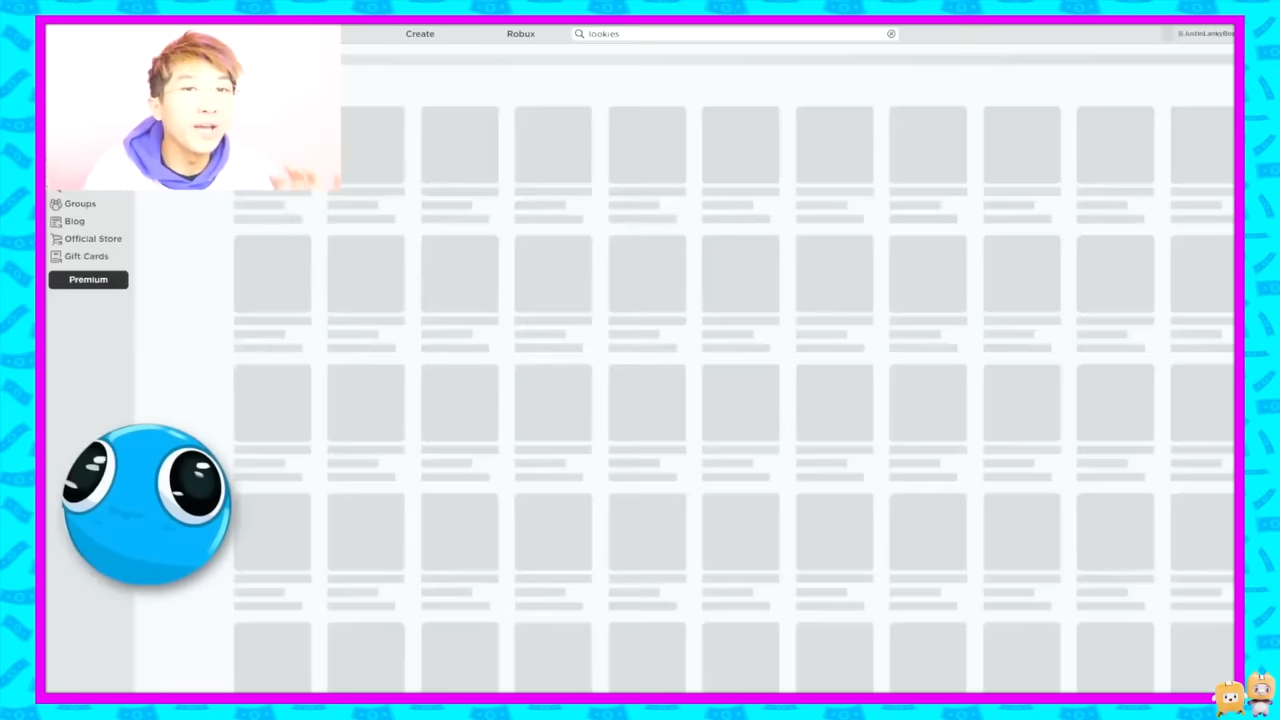 Create
Robux
lookies
Groups
Blog
Official Store
Gift Cards
Premium